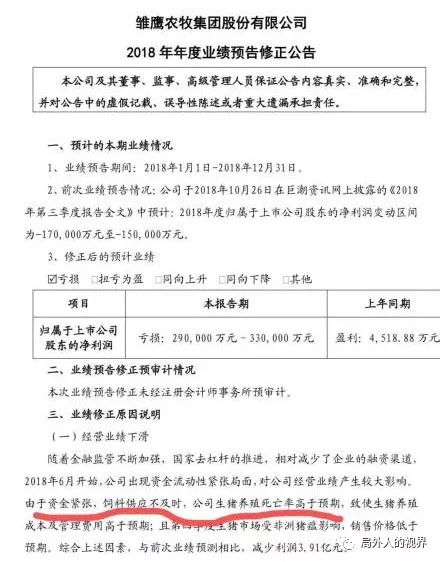 雏鹰农牧集团股份有限公司
2018 年年度业绩预告修正公告
本公司及其董事、监事、高级管理人员保证公告内容真实、准确和完整，
并对公告中的虚假记载、误导性陈述或者重大遗漏承担责任。
一、预计的本期业绩情况
1、业绩预告期间：2018年1月1日-2018年12月31日。
2、前次业绩预告情况：公司于2018年10月26日在巨潮资讯网上披露的《2018
年第三季度报告全文》中预计：2018年度归属于上市公司股东的净利润变动区间
为-170,000万元至-150,000万元。
3、修正后的预计业绩
☑亏损 □扭亏为盈 □同向上升 □同向下降 □其他
项目 本报告期 上年同期
归属于上市公司 亏损：290,000 万元－330,000 万元 盈利：4,518.88 万元
股东的净利润
二、业绩预告修正预审计情况
本次业绩预告修正未经注册会计师事务所预审计。
三、业绩修正原因说明
（一）经营业绩下滑
随着金融监管不断加强，国家去杠杆的推进，相对减少了企业的融资渠道，
2018年6月开始，公司出现资金流动性紧张局面，对公司经营业绩产生较大影响。
由于资金紧张，饲料供应不及时，公司生猪养殖死亡率高于预期，致使生猪养殖
成本及管理费用高于预期；且第四季度生猪市场受非洲猪瘟影响，销售价格低于
预期。综合上述因素，与前次业绩预测相比，减少利润3.91亿元。
局外人的视界